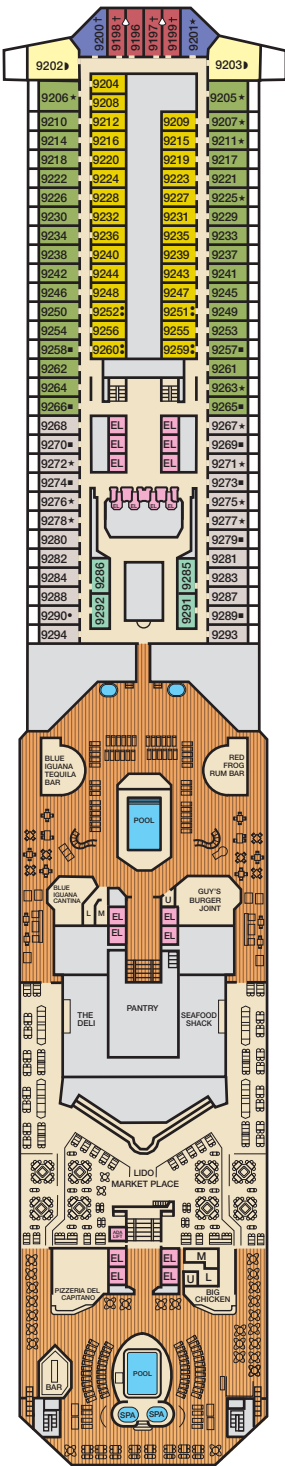 9200† 9198† 9196 9197† 9199† 9201★
9202◗ 9203◗
9204
9206★ 9208 9205★
9210 9212 9209 9207★
9214 9216 9215 9211★
9218 9220 9219 9217
9222 9224 9223 9221
9226 9228 9227 9225★
9230 9232 9231 9229
9234 9236 9235 9233
9238 9240 9239 9237
9242 9244 9243 9241
9246 9248 9247 9245
9250 9252 9251 9249
9254 9256 9255 9253
9258■ 9260 9259 9257■
9262 9261
9264 9263★
9266■ 9265■
9268 EL EL 9267★
9270■ EL EL 9269■
9272★ EL EL 9271★
9274■ 9273■
9276★ EL EL EL EL 9275★
9278★ 9277★
9280 9279■
9282 9286 9285 9281
9284 9283
9288 9292 9291 9287
9290• 9289■
9294 9293
BLUE
IGUANA
TEQUILA
BAR
RED
FROG
RUM BAR
POOL
BLUE
IGUANA
CANTINA
L M
U
GUY'S
BURGER
JOINT
EL EL
EL EL
THE
DELI
PANTRY
SEAFOOD
SHACK
LIDO
MARKET PLACE
ADA
LIFT
EL EL
EL EL
M
U L
PIZZERIA DEL
CAPITANO
BIG
CHICKEN
BAR
POOL
SPA SPA